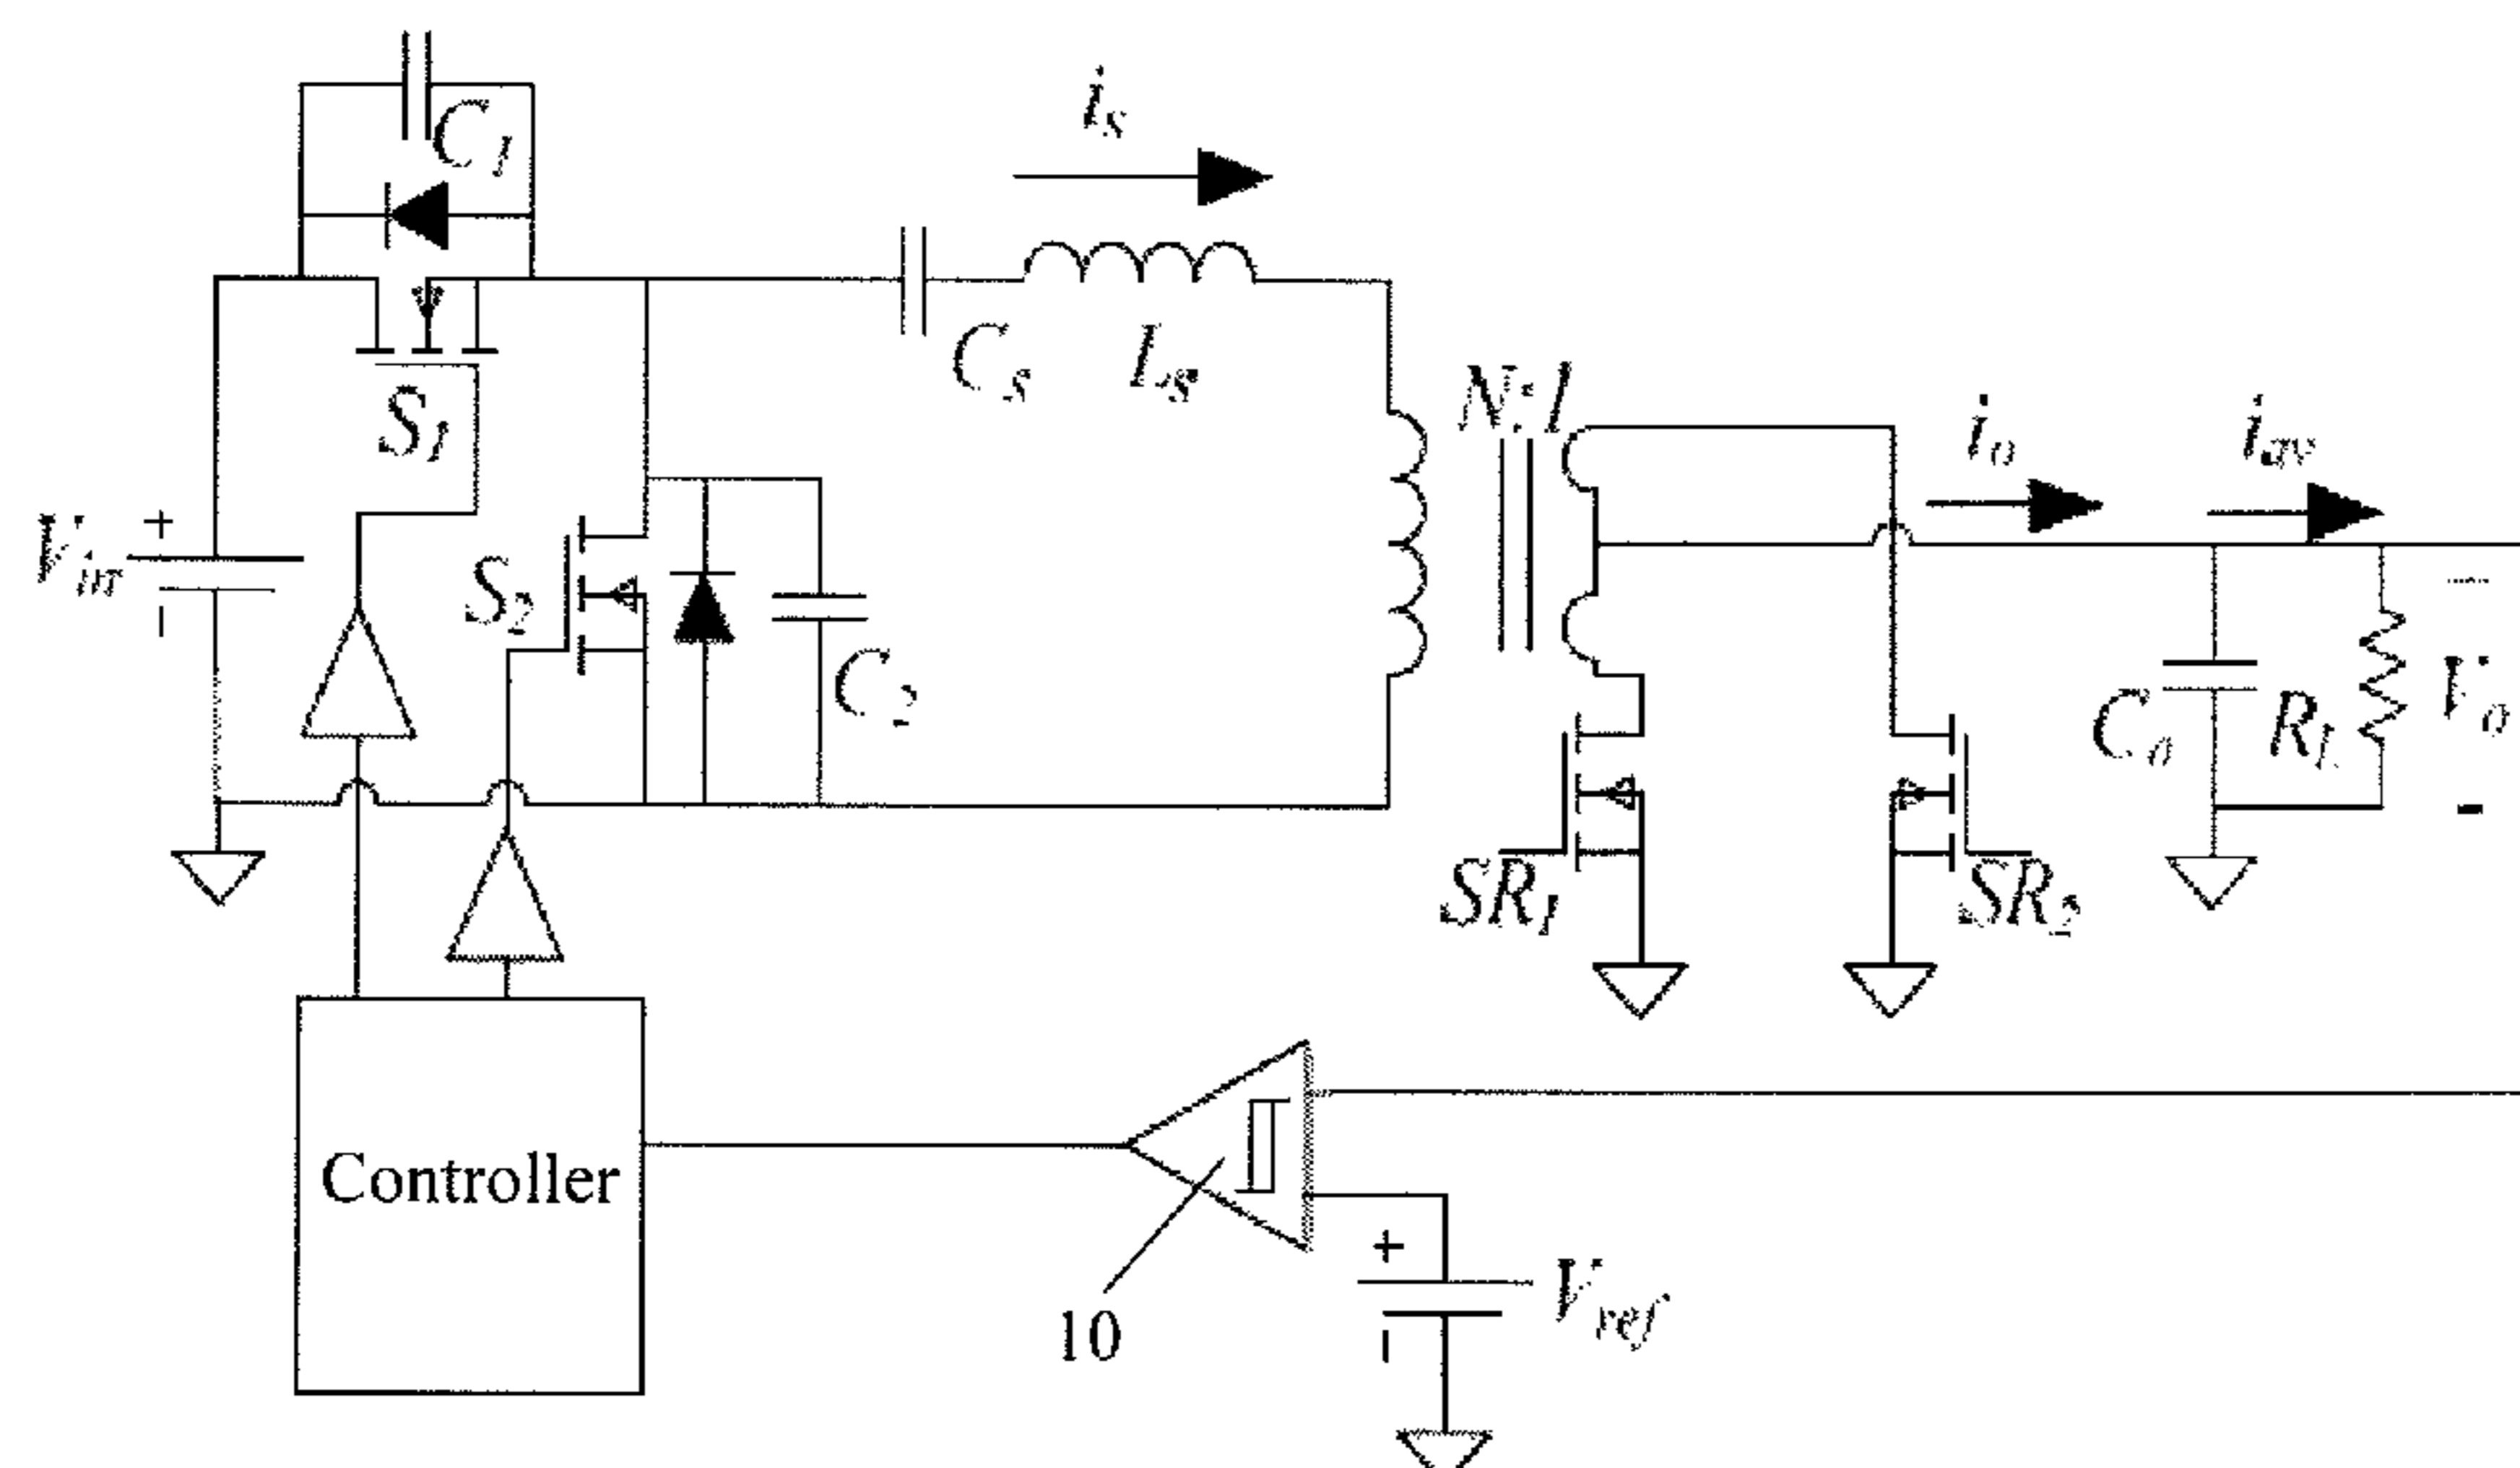 C1
is
S1
Cs
Ls
N:1
io
iav
Vin
+
-
S2
C2
Co
RL
Vo
-
SR1
SR2
Controller
10
+
-
Vref